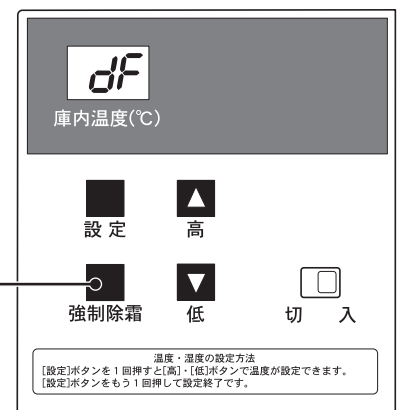 dF
庫内温度(℃)
設定
高
強制除霜
低
切 入
温度・湿度の設定方法
[設定]ボタンを1回押すと[高]・[低]ボタンで温度が設定できます。
[設定]ボタンをもう1回押して設定終了です。